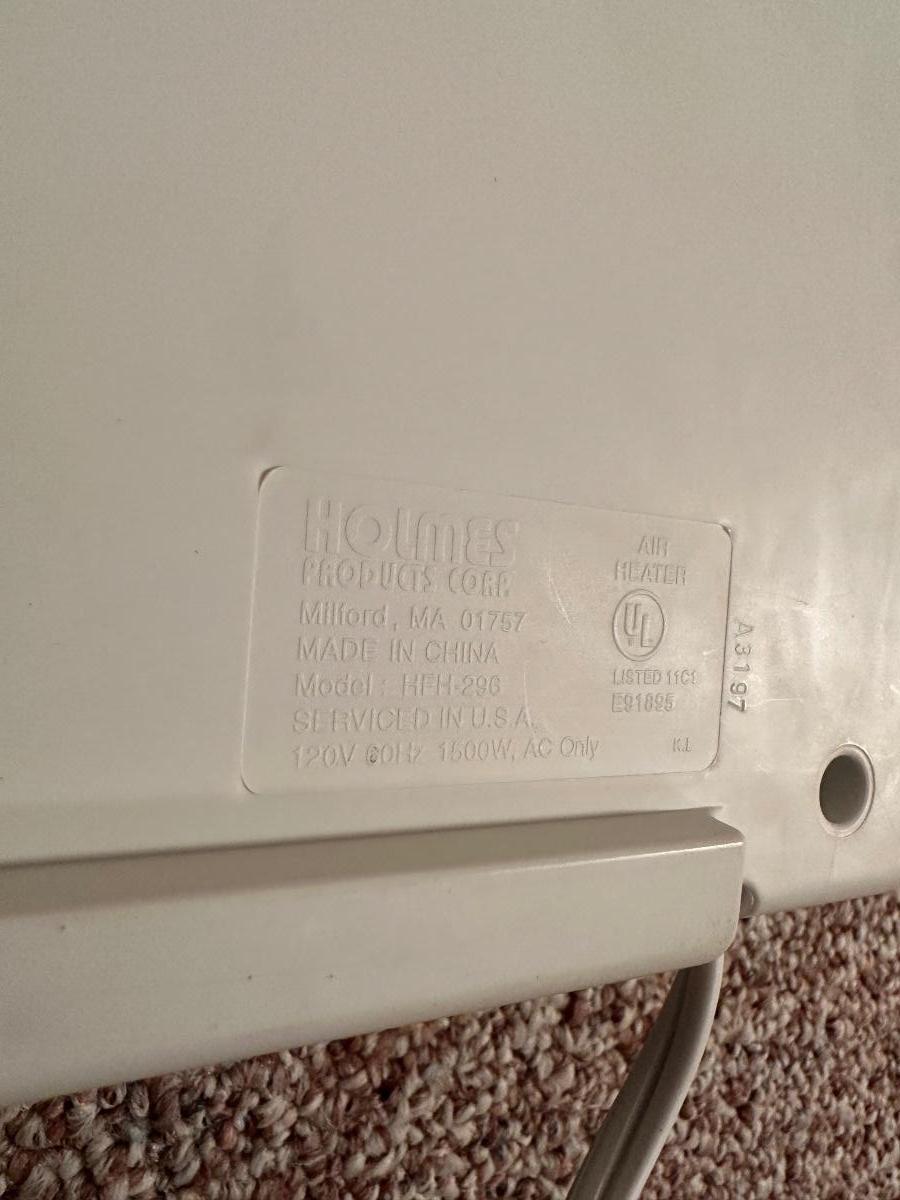 HOLMES
PRODUCTS CORP.
Milford, MA 01757
MADE IN CHINA
Model : HFH-296
SERVICED IN U.S.A.
120V 60Hz 1500W, AC Only
AIR
HEATER
UL
LISTED 11C1
E91895
K.L
A3197